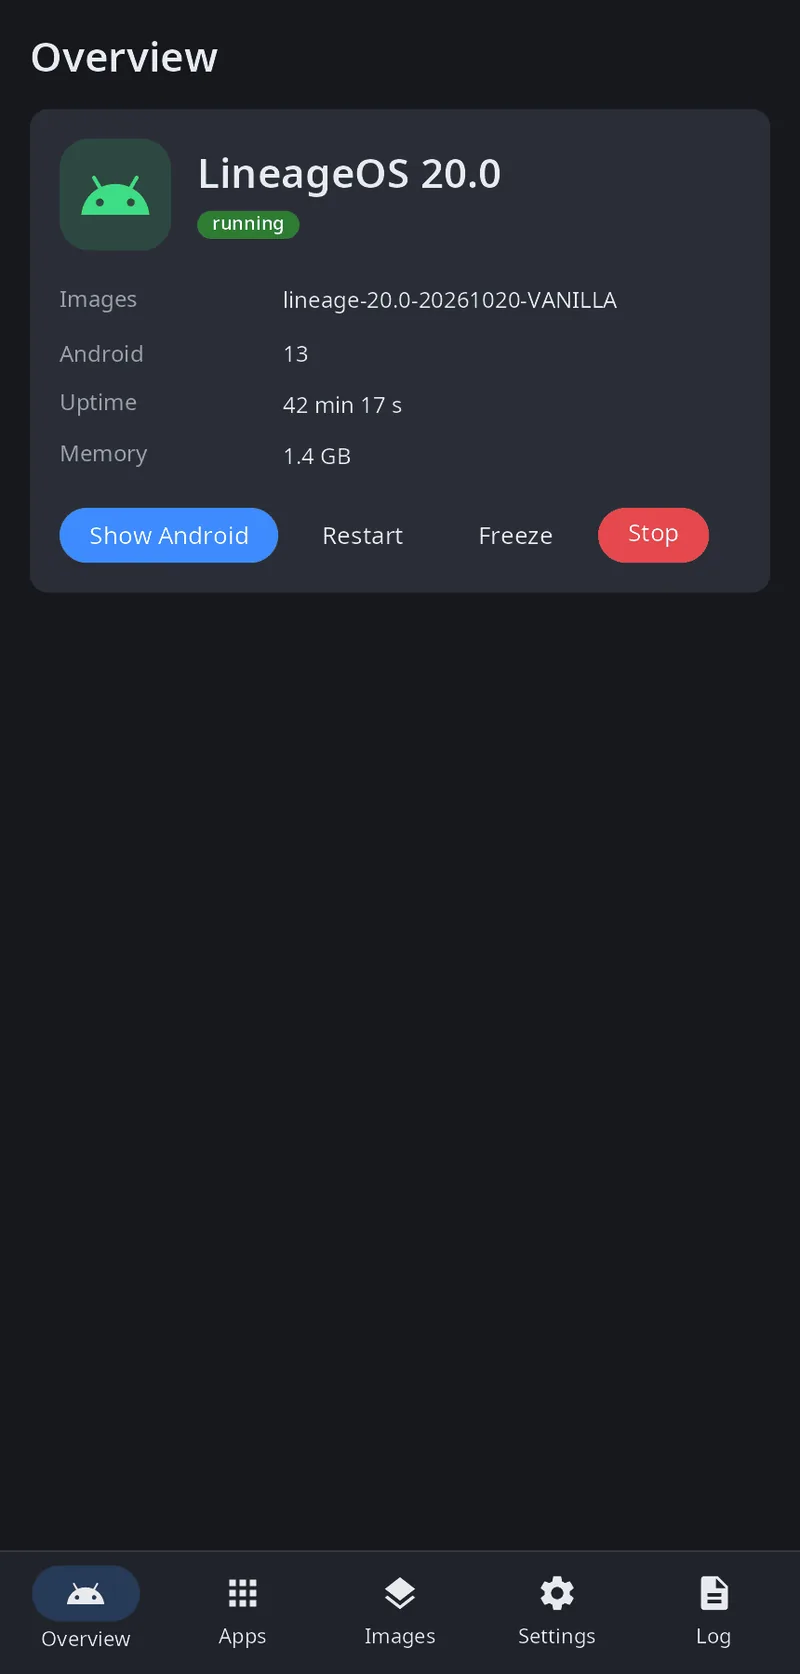 Overview
LineageOS 20.0
running
Images lineage-20.0-20261020-VANILLA
Android 13
Uptime 42 min 17 s
Memory 1.4 GB
Show Android Restart Freeze Stop
Overview Apps Images Settings Log